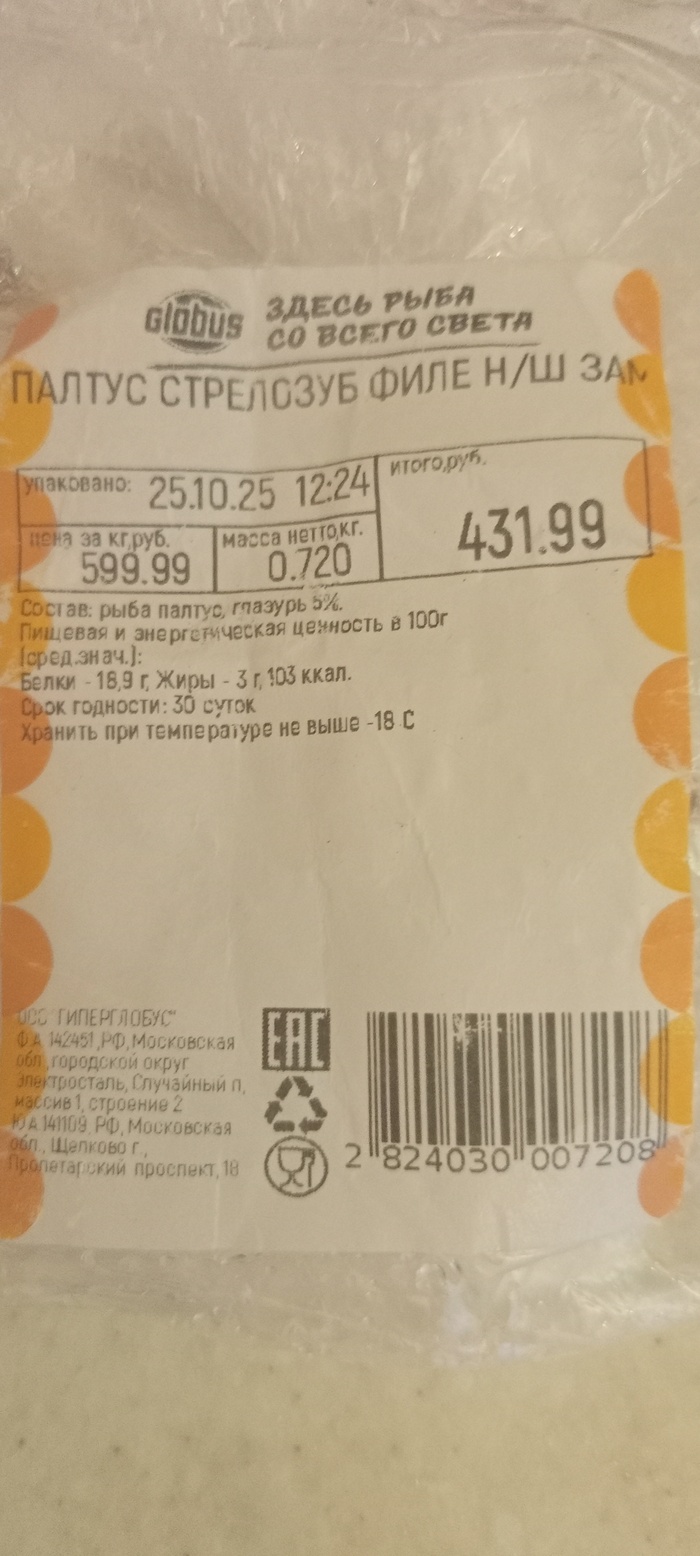 Globus
ЗДЕСЬ РЫБА
СО ВСЕГО СВЕТА
ПАЛТУС СТРЕЛОЗУБ ФИЛЕ Н/Ш ЗАМ
упаковано: 25.10.25 12:24
итого,руб.
431.99
цена за кг,руб.
599.99
масса нетто,кг.
0.720
Состав: рыба палтус, глазурь 5%.
Пищевая и энергетическая ценность в 100г
(сред.знач.):
Белки - 18,9 г, Жиры - 3 г, 103 ккал.
Срок годности: 30 суток
Хранить при температуре не выше -18 С
ООО "ГИПЕРГЛОБУС"
Ф.А. 142451 ,РФ,Московская
обл.,городской округ
Электросталь, Случайный п,
массив 1, строение 2
Ю.А. 141109, РФ, Московская
обл., Щелково г.,
Пролетарский проспект, 18
EAC
2 824030 007208